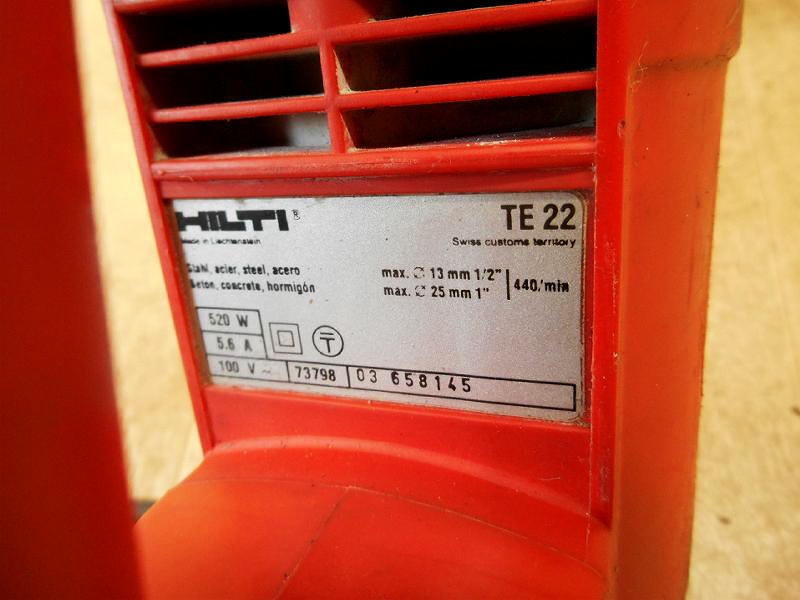 HILTI® TE 22
Made in Liechtenstein Swiss customs territory
Stahl, acier, steel, acero max. ∅ 13 mm 1/2" 440/min
Beton, concrete, hormigón max. ∅ 25 mm 1"
520 W
5.6 A T
100 V ~ 73798 03 658145